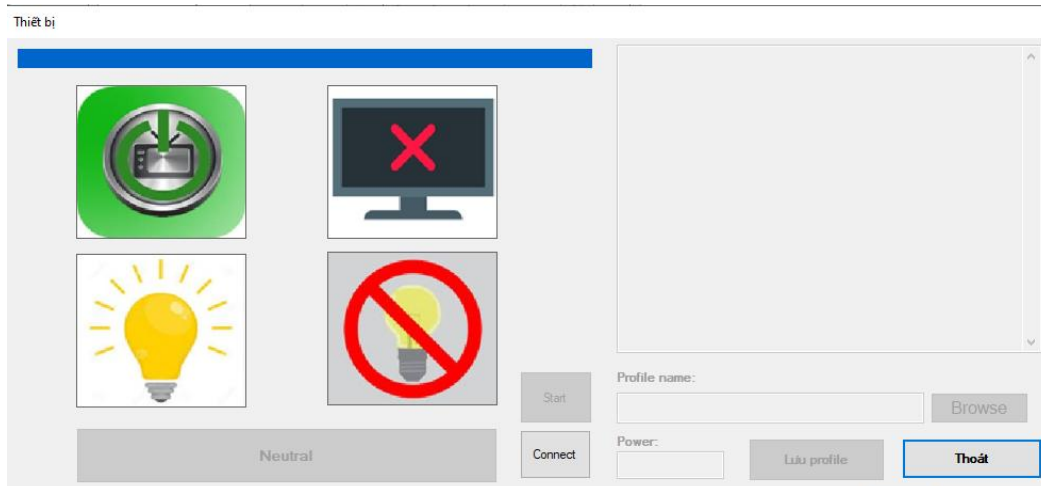 Thiết bị
Profile name:
Start
Browse
Neutral
Connect
Power:
Lưu profile
Thoát